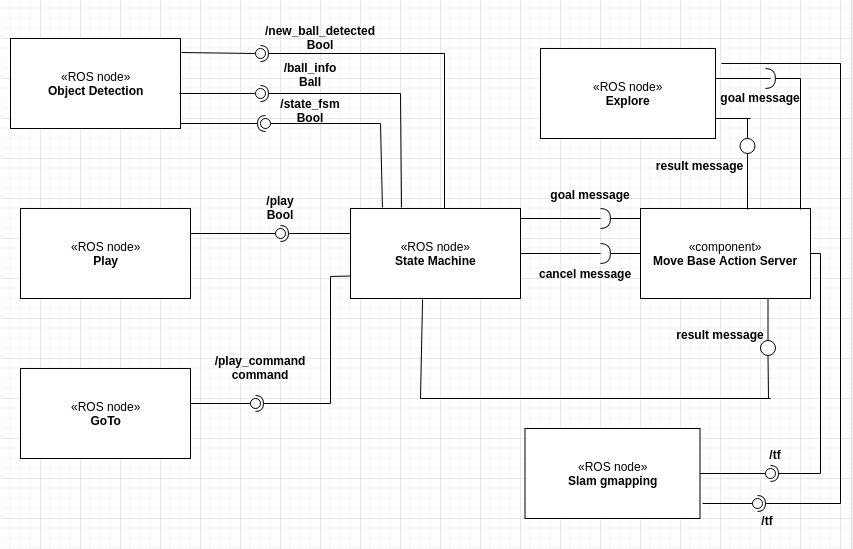 /new_ball_detected
Bool
«ROS node»
Object Detection
/ball_info
Ball
/state_fsm
Bool
«ROS node»
Explore
goal message
result message
/play
Bool
goal message
«ROS node»
Play
«ROS node»
State Machine
«component»
Move Base Action Server
cancel message
result message
/play_command
command
«ROS node»
GoTo
«ROS node»
Slam gmapping
/tf
/tf